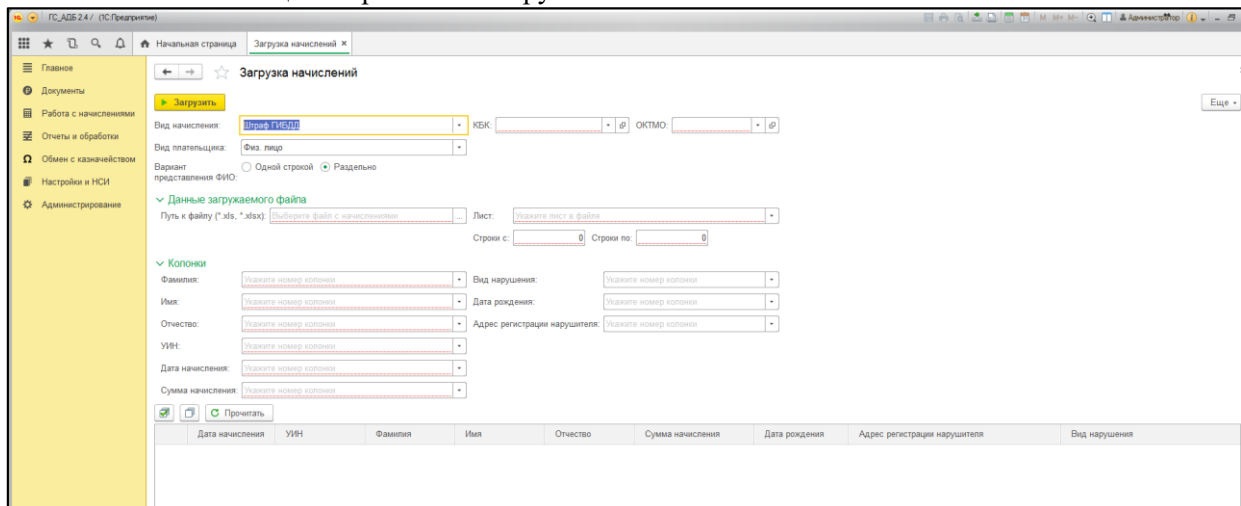 ГС_АДБ 2.4 / (1С:Предприятие)
M M+ M- Администратор
Начальная страница Загрузка начислений ×
Главное
Документы
Работа с начислениями
Отчеты и обработки
Обмен с казначейством
Настройки и НСИ
Администрирование
Загрузка начислений
Загрузить Еще
Вид начисления: Штраф ГИБДД КБК: ОКТМО:
Вид плательщика: Физ. лицо
Вариант представления ФИО: Одной строкой Раздельно
Данные загружаемого файла
Путь к файлу (*.xls, *.xlsx): Выберете файл с начислениями ... Лист: Укажите лист в файле
Строки с: 0 Строки по: 0
Колонки
Фамилия: Укажите номер колонки Вид нарушения: Укажите номер колонки
Имя: Укажите номер колонки Дата рождения: Укажите номер колонки
Отчество: Укажите номер колонки Адрес регистрации нарушителя: Укажите номер колонки
УИН: Укажите номер колонки
Дата начисления: Укажите номер колонки
Сумма начисления: Укажите номер колонки
Прочитать
Дата начисления УИН Фамилия Имя Отчество Сумма начисления Дата рождения Адрес регистрации нарушителя Вид нарушения